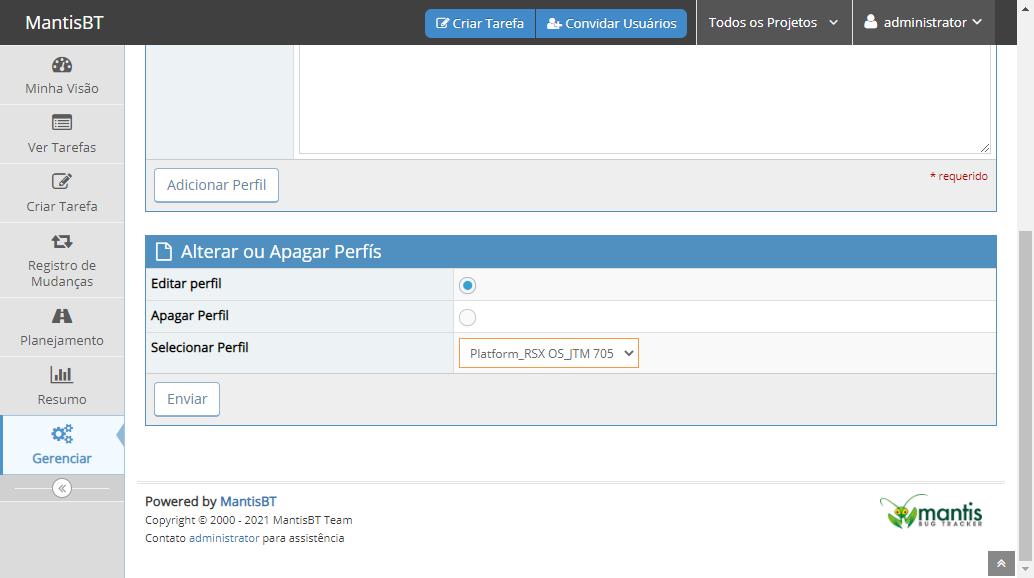 MantisBT
Criar Tarefa
Convidar Usuários
Todos os Projetos
administrator
Minha Visão
Ver Tarefas
Criar Tarefa
Registro de
Mudanças
Planejamento
Resumo
Gerenciar
Adicionar Perfil
* requerido
Alterar ou Apagar Perfís
Editar perfil
Apagar Perfil
Selecionar Perfil
Platform_RSX OS_JTM 705
Enviar
Powered by MantisBT
Copyright © 2000 - 2021 MantisBT Team
Contato administrator para assistência
mantis
BUG TRACKER